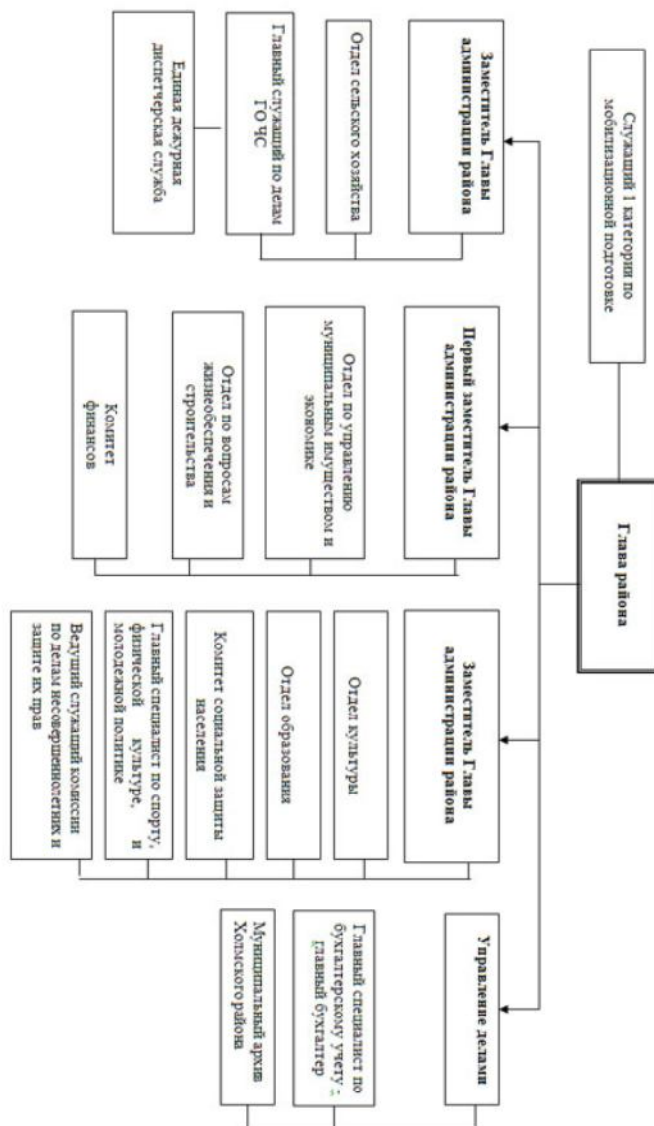 Служащий 1 категории по
мобилизационной подготовке
Глава района
Заместитель Главы
администрации района
Отдел сельского хозяйства
Главный служащий по делам
ГО ЧС
Единая дежурная
диспетчерская служба
Первый заместитель Главы
администрации района
Отдел по управлению
муниципальным имуществом и
экономике
Отдел по вопросам
жизнеобеспечения и
строительства
Комитет
финансов
Заместитель Главы
администрации района
Отдел культуры
Отдел образования
Комитет социальной защиты
населения
Главный специалист по спорту,
физической культуре, и
молодежной политике
Ведущий служащий комиссии
по делам несовершеннолетних и
защите их прав
Управление делами
Главный специалист по
бухгалтерскому учету -
главный бухгалтер
Муниципальный архив
Холмского района